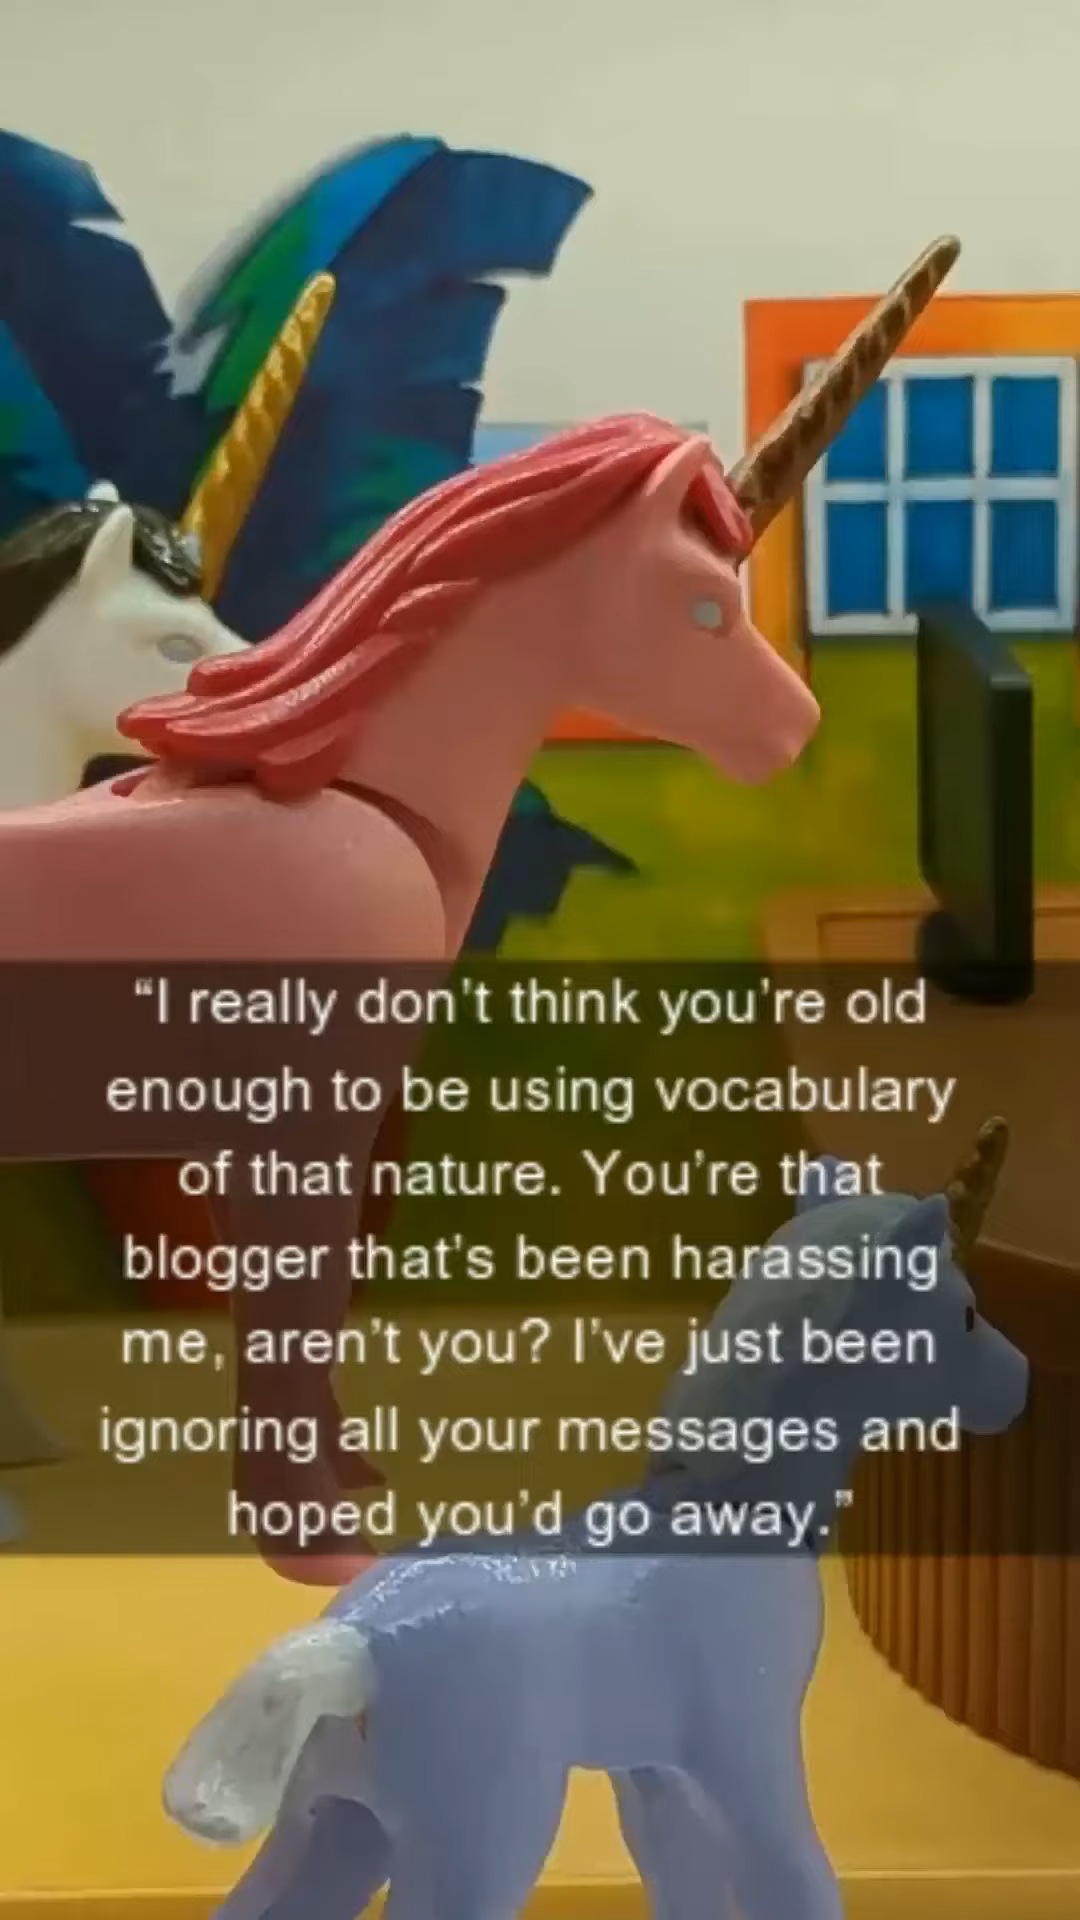 “I really don’t think you’re old
enough to be using vocabulary
of that nature. You’re that
blogger that’s been harassing
me, aren’t you? I’ve just been
ignoring all your messages and
hoped you’d go away.”